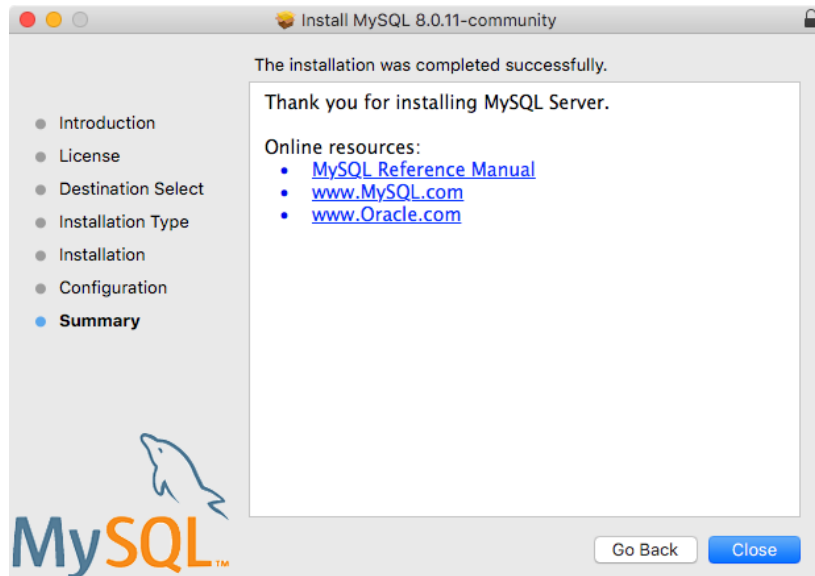 Install MySQL 8.0.11-community
The installation was completed successfully.
Introduction
License
Destination Select
Installation Type
Installation
Configuration
Summary
Thank you for installing MySQL Server.
Online resources:
• MySQL Reference Manual
• www.MySQL.com
• www.Oracle.com
MySQL™
Go Back
Close